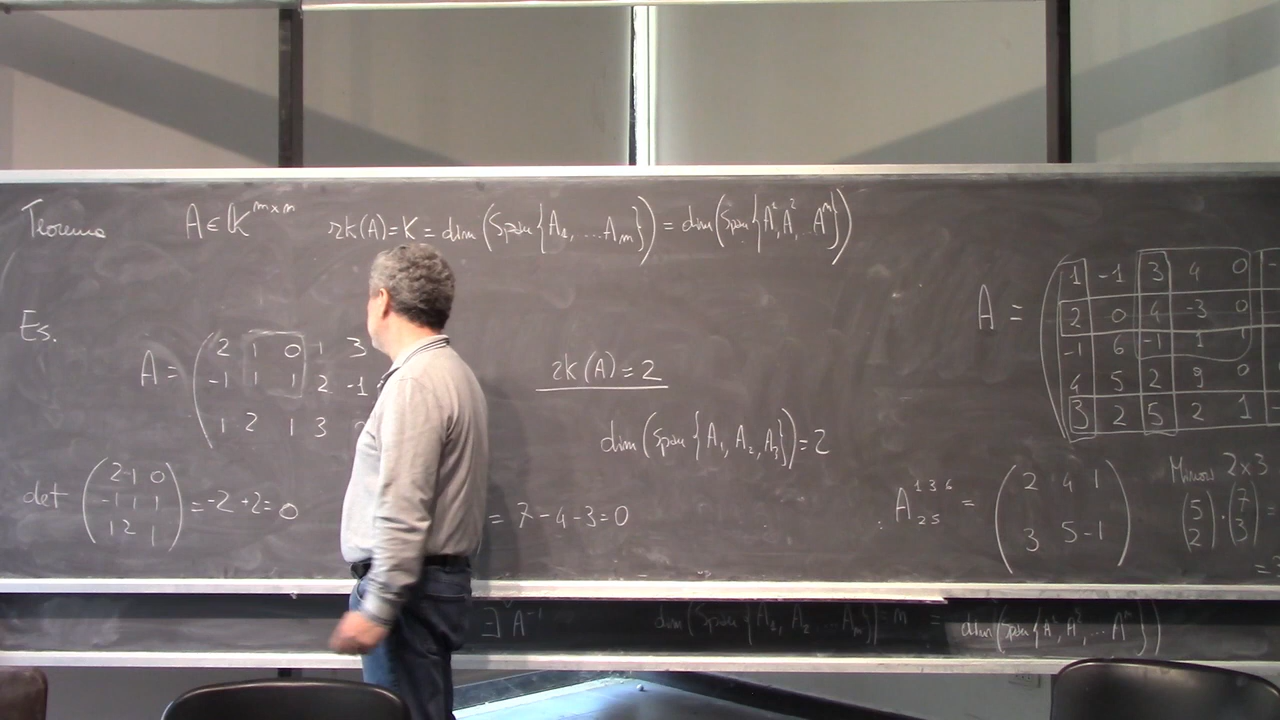 Teorema A ∈ K^{m×n} rk(A) = K = dim(Span{A_1, ... A_m}) = dim(Span{A^1, A^2, .. A^n})
Es.
A = ( 2 1 0 1 3
-1 1 1 2 -1
1 2 1 3
rk(A) = 2
dim(Span{A_1, A_2, A_3}) = 2
det ( 2 1 0
-1 1 1
1 2 1 ) = -2 + 2 = 0
= 7 - 4 - 3 = 0
A = ( 1 -1 3 4 0
2 0 4 -3 0
-1 6 -1 1 1
4 5 2 9 0
3 2 5 2 1
A^{1 3 6}_{2 5} = ( 2 4 1
3 5 -1 )
Minori 2×3
(5 2) · (7 3) =
∃ A^{-1} dim(Span{A_1, A_2 ... A_m}) = n = dim(Span{A^1, A^2, ... A^n})